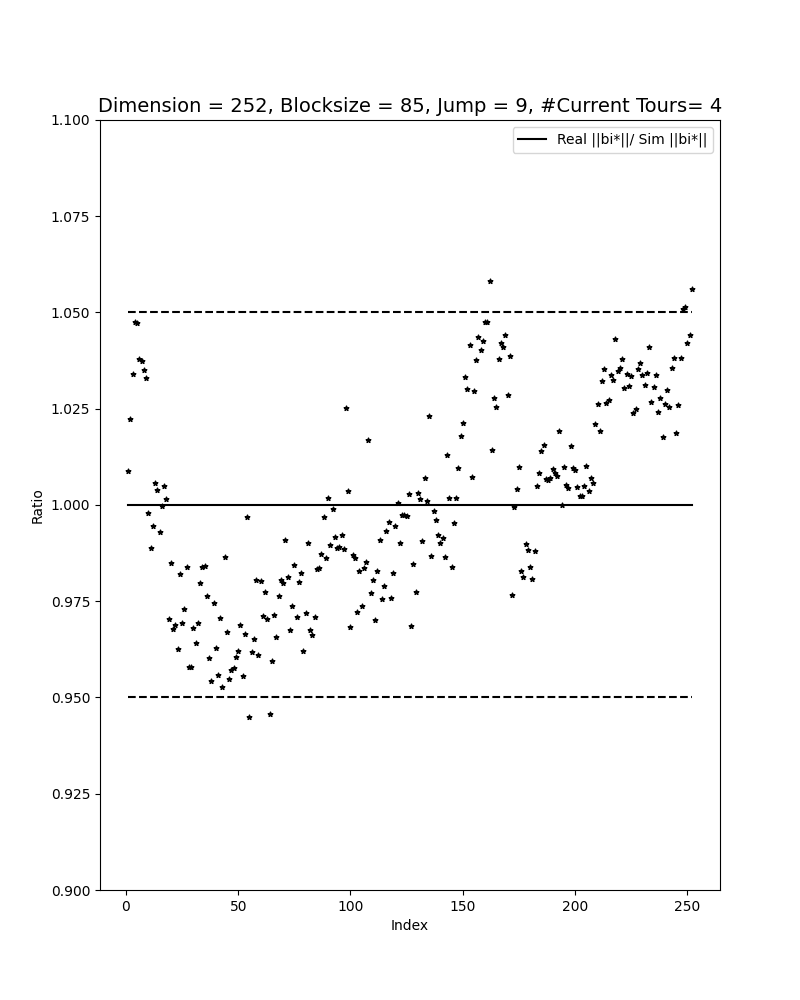 Dimension = 252, Blocksize = 85, Jump = 9, #Current Tours= 4
Real ||bi*||/ Sim ||bi*||
1.100
1.075
1.050
1.025
1.000
0.975
0.950
0.925
0.900
Ratio
0 50 100 150 200 250
Index